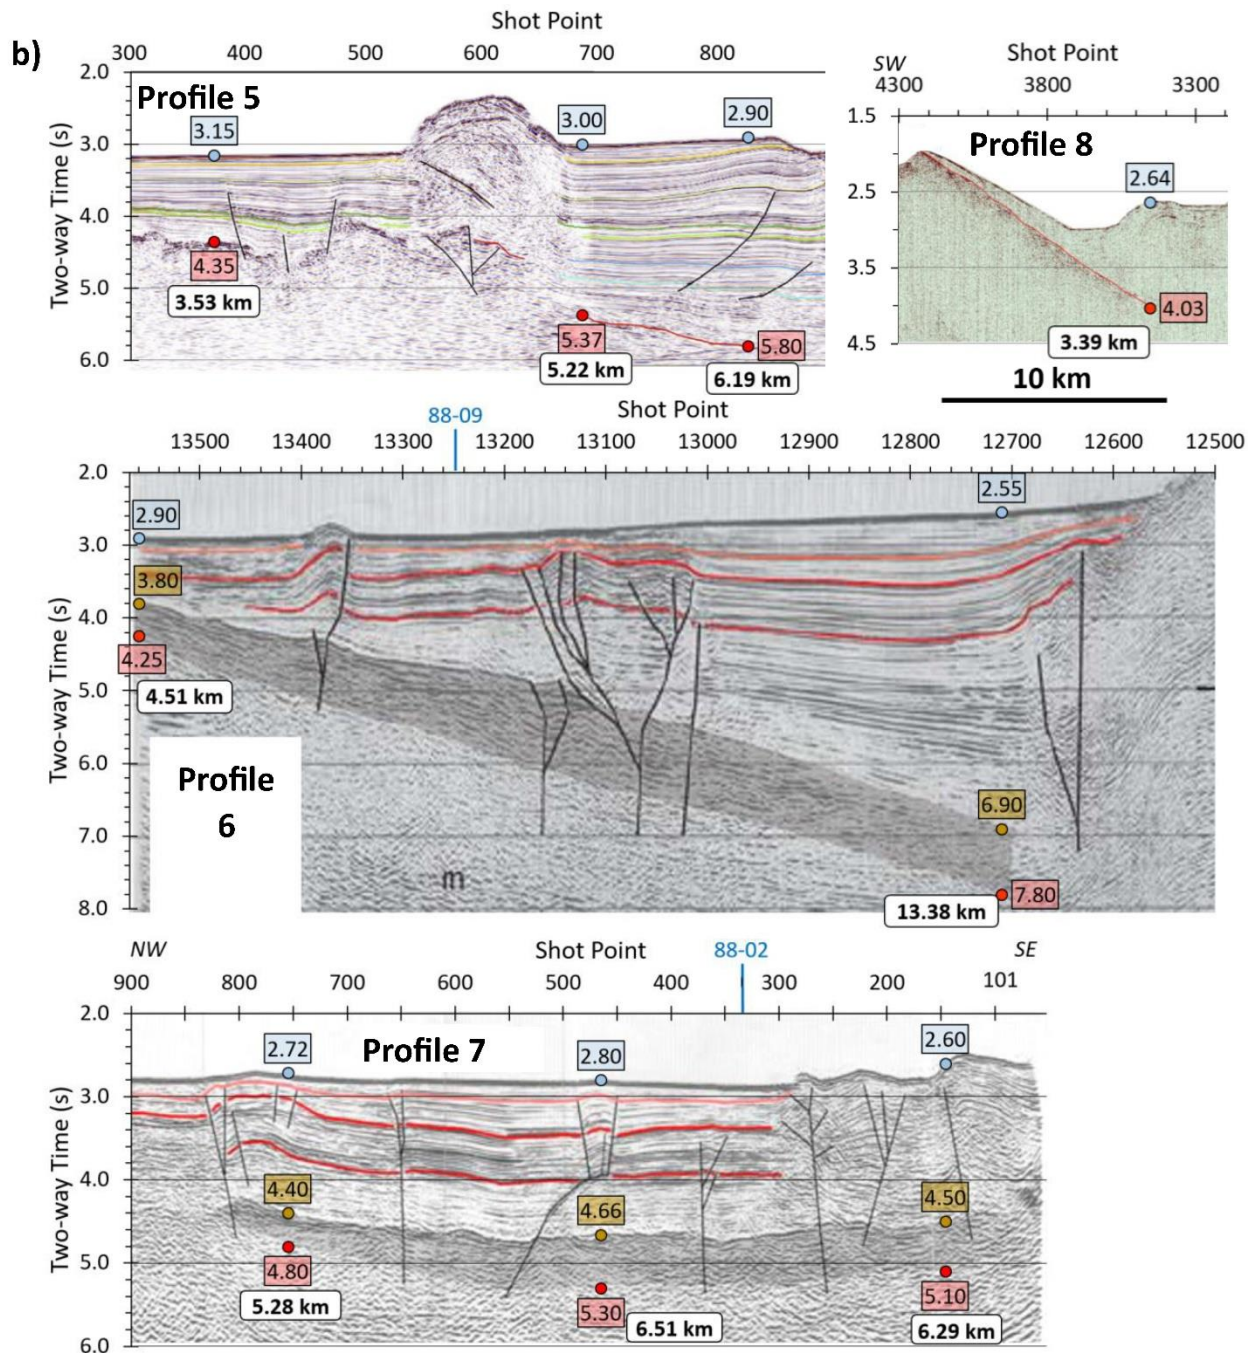 b)
Shot Point
300 400 500 600 700 800
2.0
Profile 5
3.15
3.00
2.90
3.0
4.0
4.35
3.53 km
5.0
5.37
5.22 km
5.80
6.19 km
6.0
Two-way Time (s)
SW
Shot Point
4300 3800 3300
1.5
Profile 8
2.5
2.64
3.5
4.03
3.39 km
4.5
10 km
88-09
Shot Point
13500 13400 13300 13200 13100 13000 12900 12800 12700 12600 12500
2.0
2.90
2.55
3.0
3.80
4.0
4.25
4.51 km
5.0
6.0
Profile
6
6.90
7.0
m
7.80
13.38 km
8.0
Two-way Time (s)
NW
Shot Point
88-02
SE
900 800 700 600 500 400 300 200 101
2.0
2.72
Profile 7
2.80
2.60
3.0
4.0
4.40
4.66
4.50
4.80
5.28 km
5.0
5.30
6.51 km
5.10
6.29 km
6.0
Two-way Time (s)